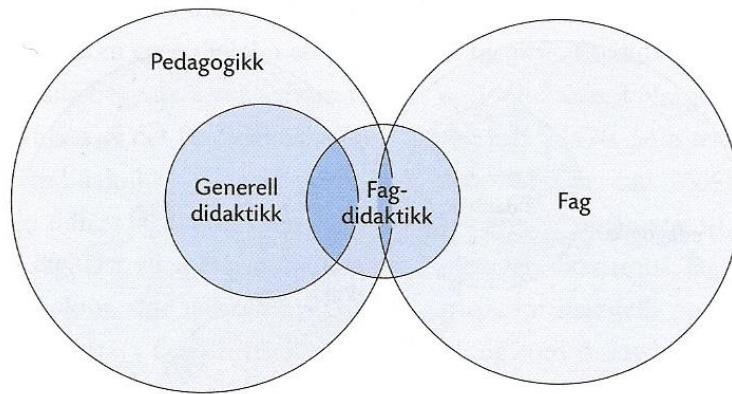 Pedagogikk
Generell
didaktikk
Fag-
didaktikk
Fag